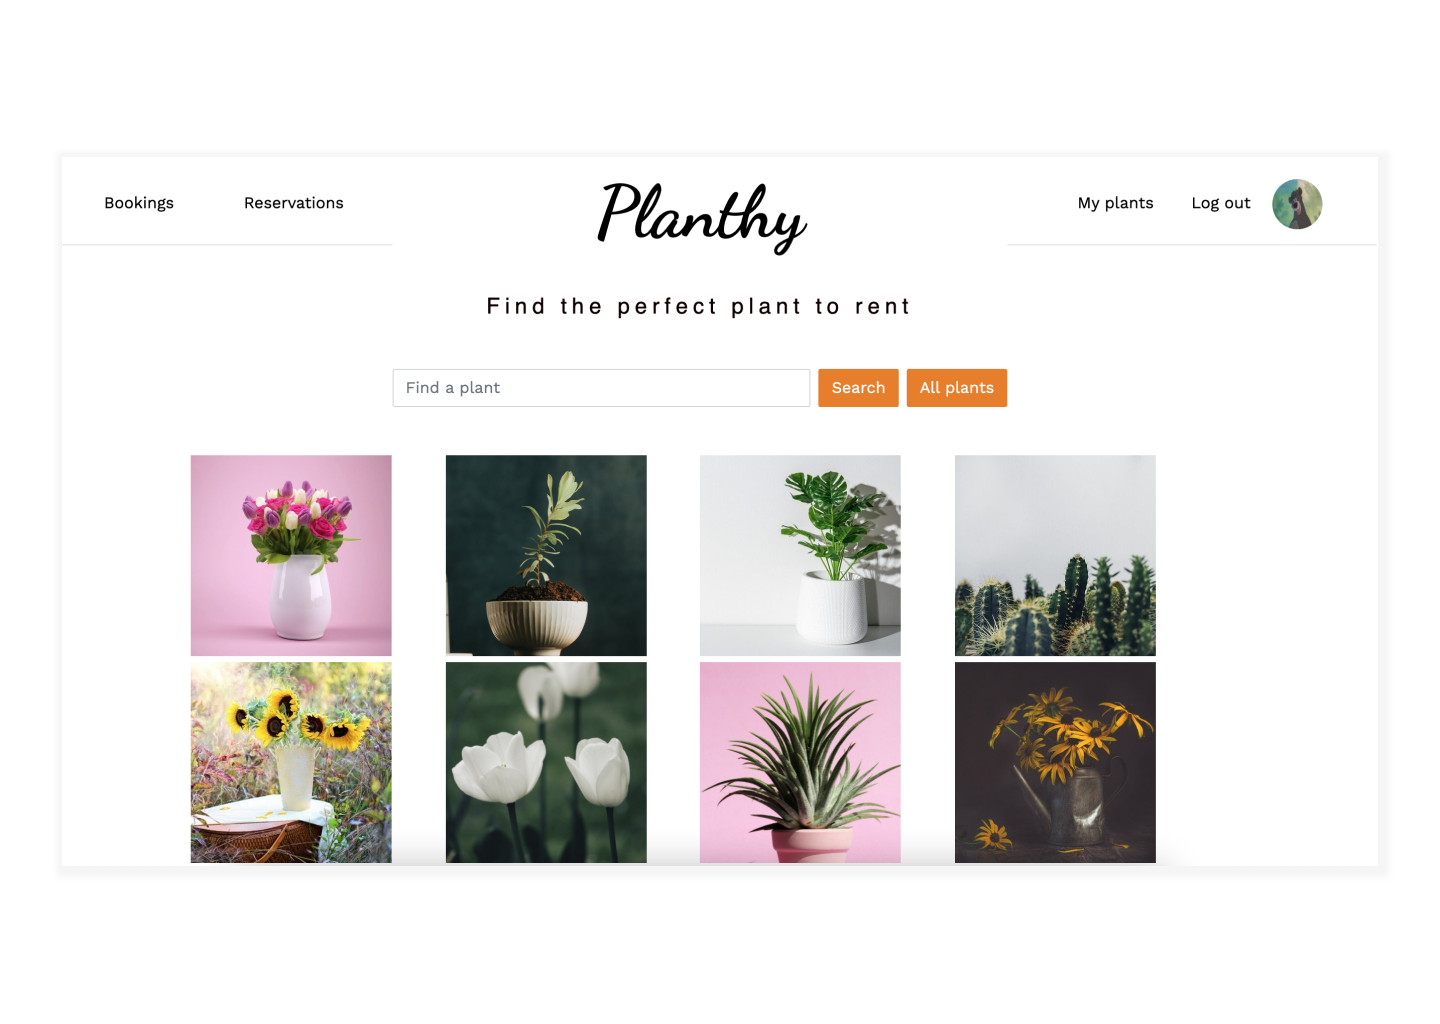 Bookings
Reservations
Planthy
My plants
Log out
Find the perfect plant to rent
Find a plant
Search
All plants